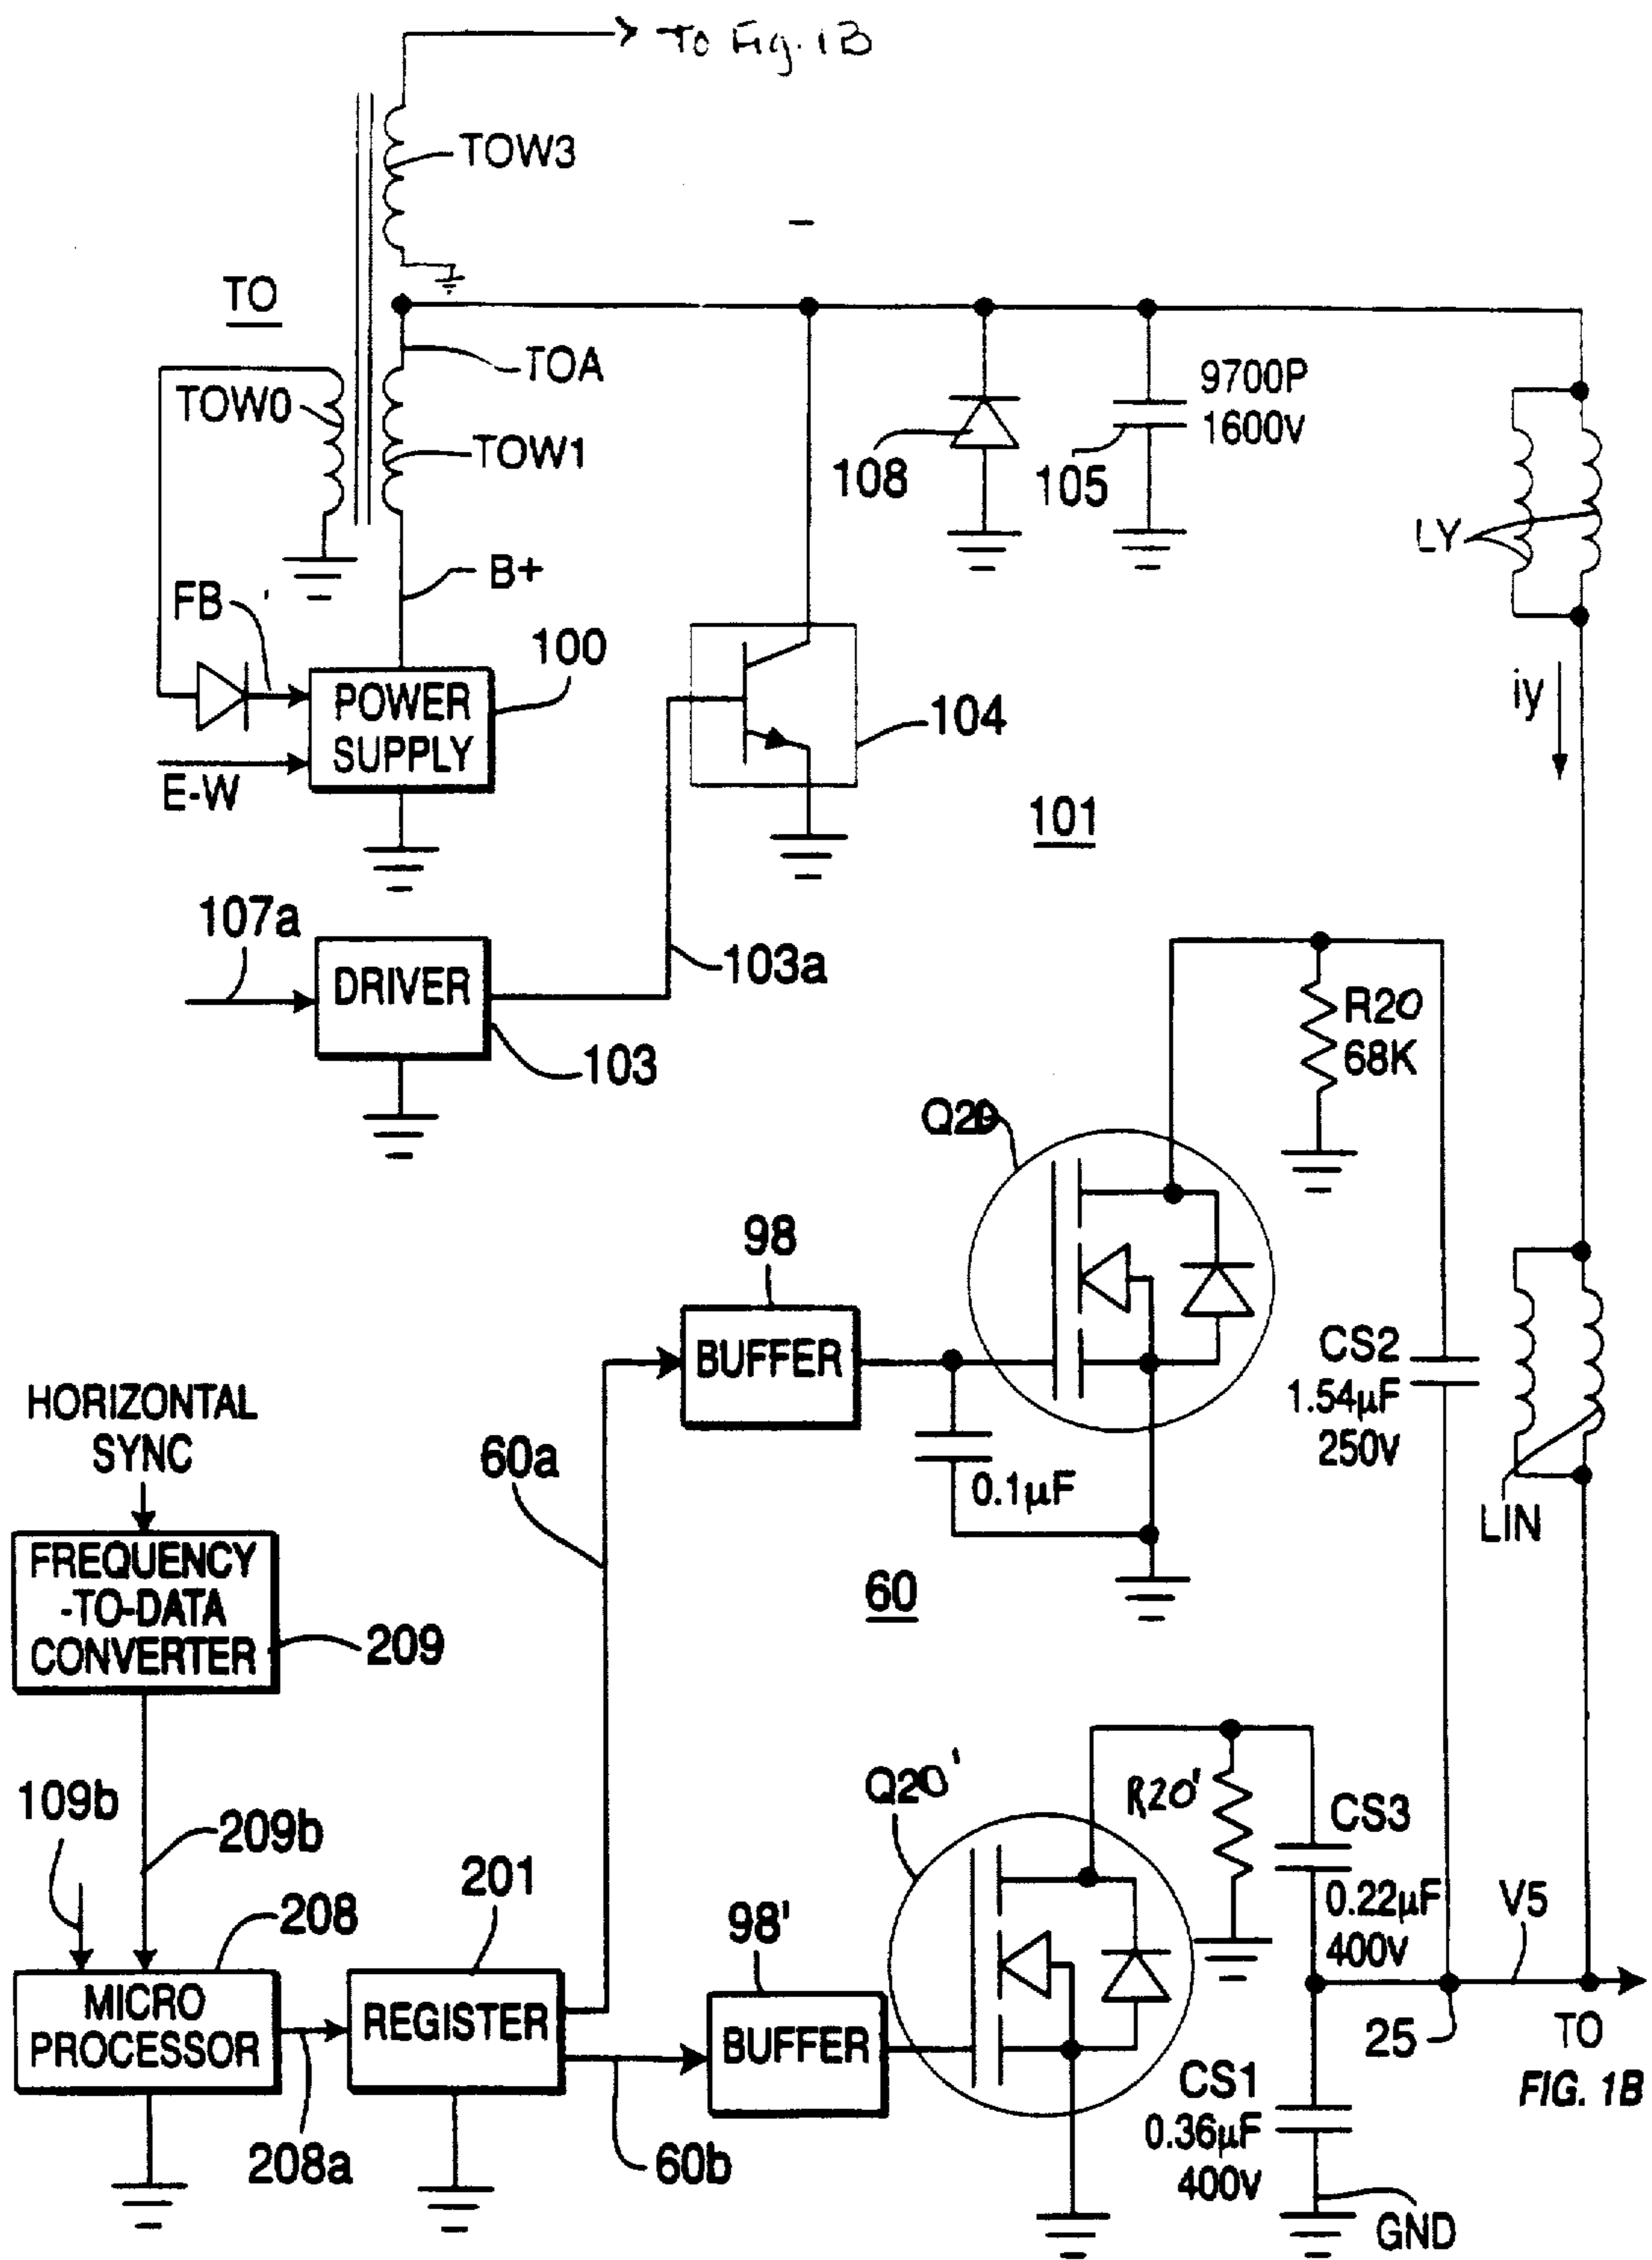 To Fig. 1B
TOW3
TO
TOA
TOW0
TOW1
9700P
1600V
108
105
LY
B+
FB
100
POWER
SUPPLY
104
iy
E-W
101
107a
DRIVER
103a
103
R20
68K
Q20
98
BUFFER
CS2
1.54μF
250V
HORIZONTAL
SYNC
60a
0.1μF
LIN
FREQUENCY
-TO-DATA
CONVERTER
209
60
109b
209b
Q20'
R20'
CS3
201
208
98'
0.22μF
400V
V5
MICRO
PROCESSOR
REGISTER
BUFFER
25
TO
FIG. 1B
CS1
0.36μF
400V
208a
60b
GND